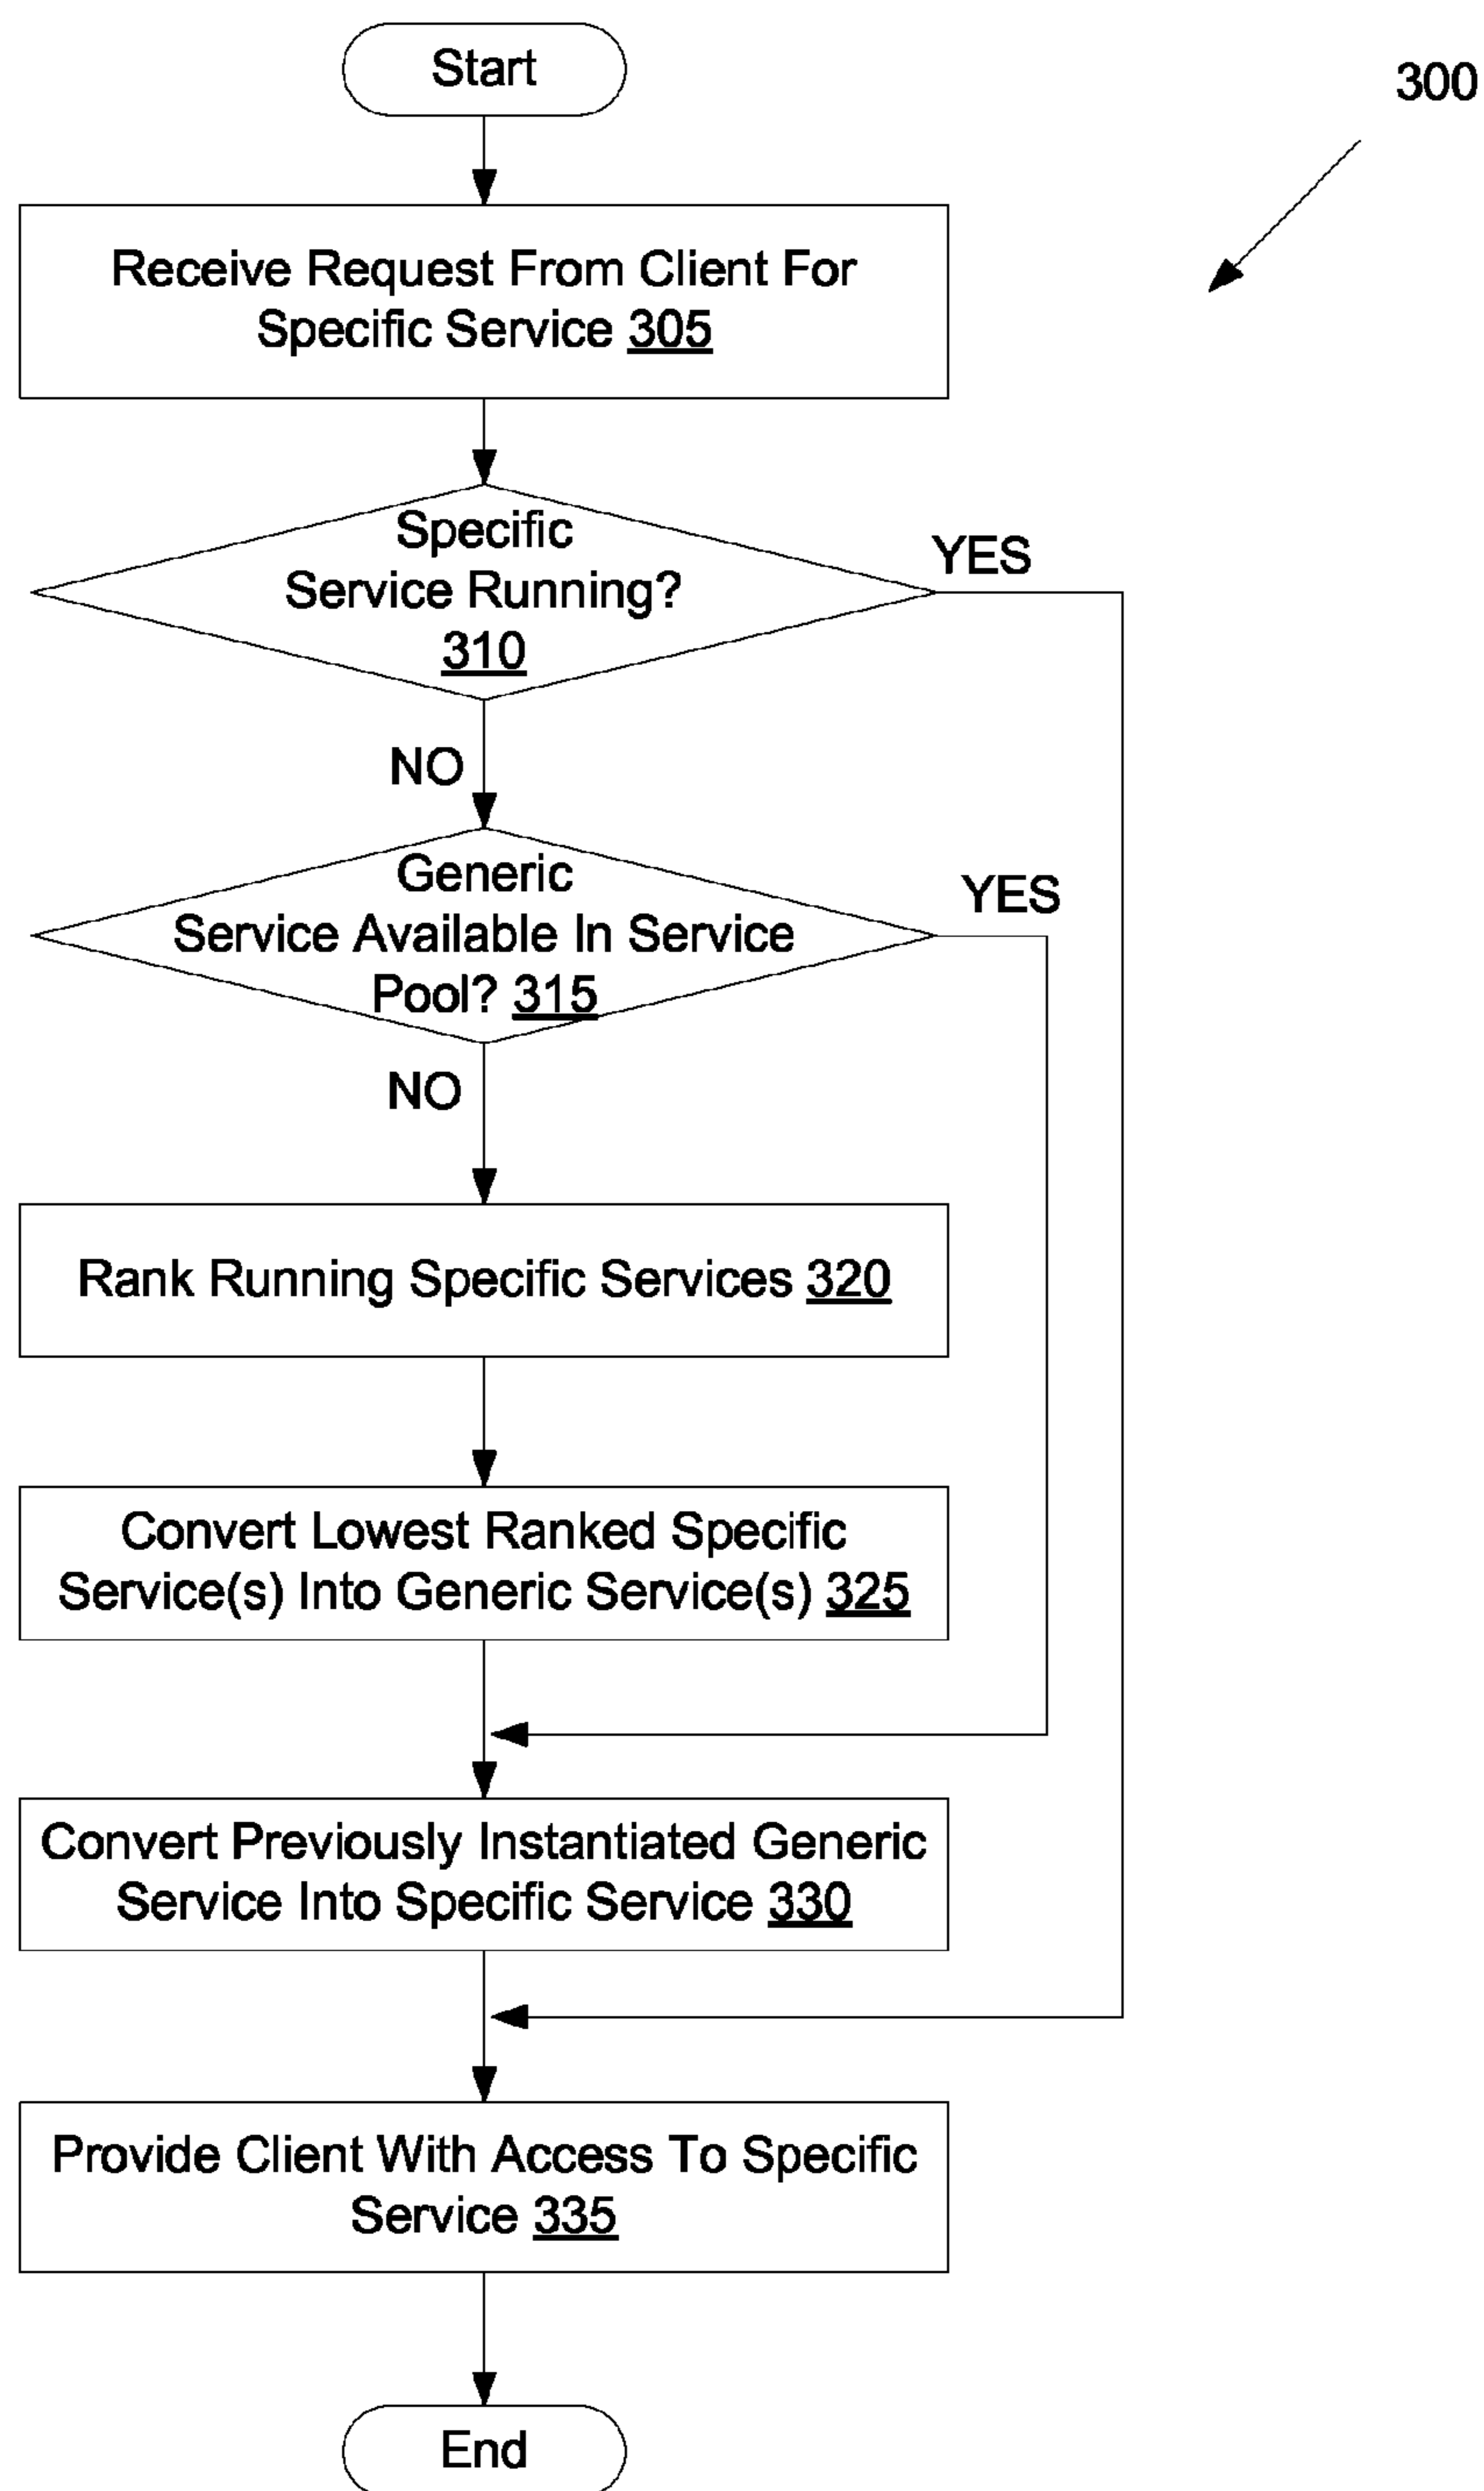 Start
300
Receive Request From Client For
Specific Service 305
Specific
Service Running?
310
YES
NO
Generic
Service Available In Service
Pool? 315
YES
NO
Rank Running Specific Services 320
Convert Lowest Ranked Specific
Service(s) Into Generic Service(s) 325
Convert Previously Instantiated Generic
Service Into Specific Service 330
Provide Client With Access To Specific
Service 335
End